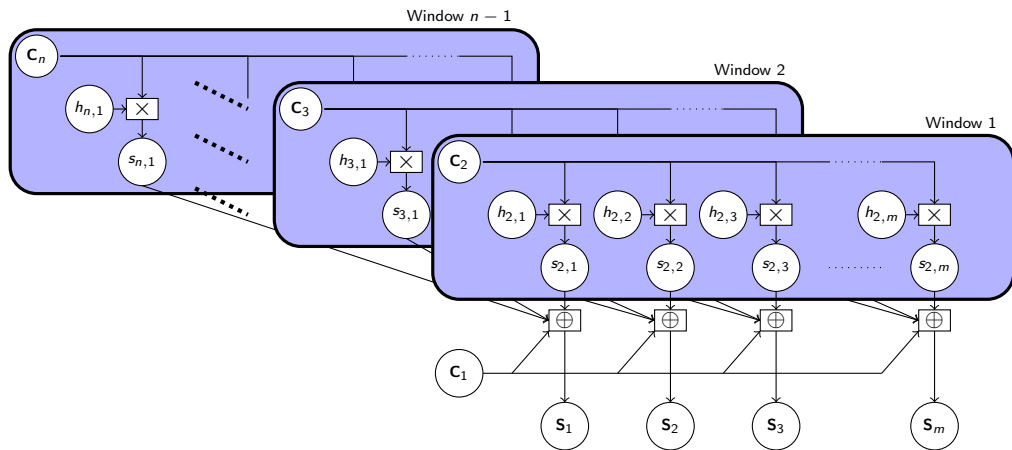 Window n − 1
C_n
Window 2
h_{n,1} ×
C_3
Window 1
s_{n,1}
h_{3,1} ×
C_2
s_{3,1}
h_{2,1} × h_{2,2} × h_{2,3} × h_{2,m} ×
s_{2,1} s_{2,2} s_{2,3} ........ s_{2,m}
⊕ ⊕ ⊕ ⊕
C_1
S_1 S_2 S_3 S_m